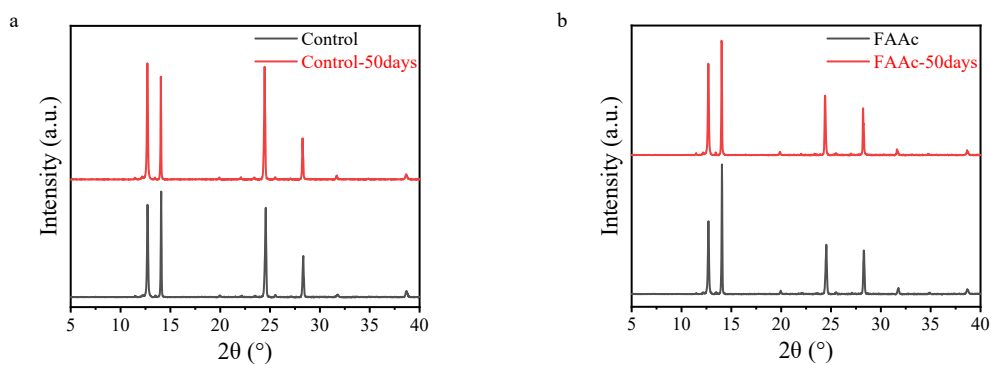 a
Control
Control-50days
Intensity (a.u.)
5 10 15 20 25 30 35 40
2θ (°)
b
FAAc
FAAc-50days
Intensity (a.u.)
5 10 15 20 25 30 35 40
2θ (°)